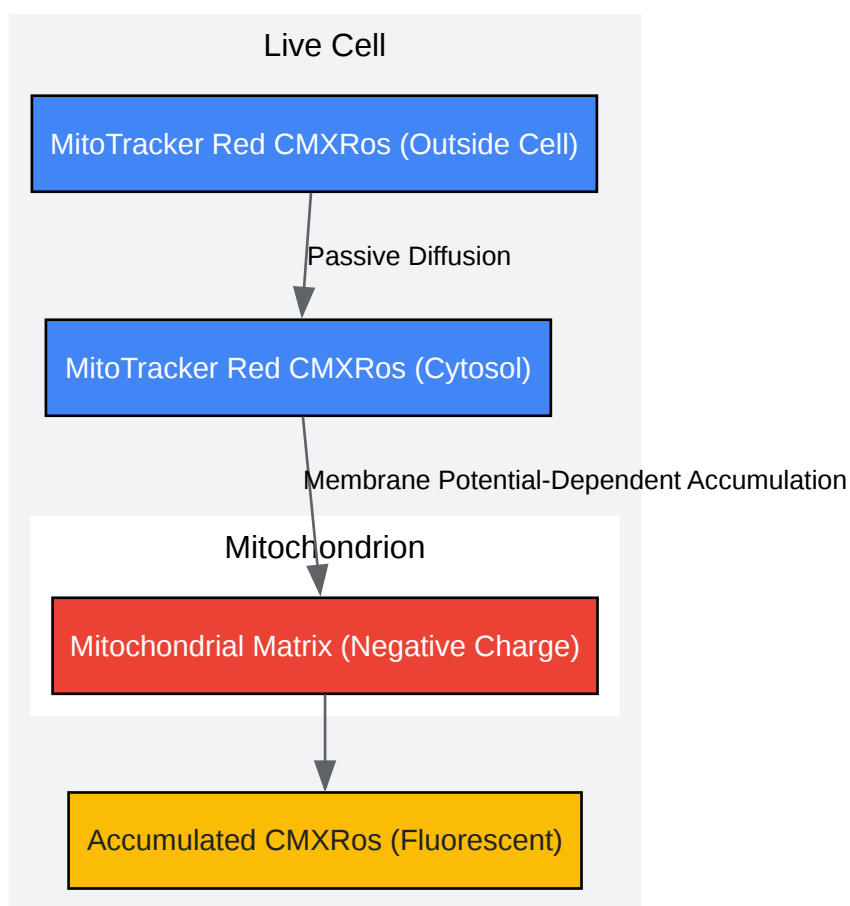 Live Cell
MitoTracker Red CMXRos (Outside Cell)
Passive Diffusion
MitoTracker Red CMXRos (Cytosol)
Membrane Potential-Dependent Accumulation
Mitochondrion
Mitochondrial Matrix (Negative Charge)
Accumulated CMXRos (Fluorescent)